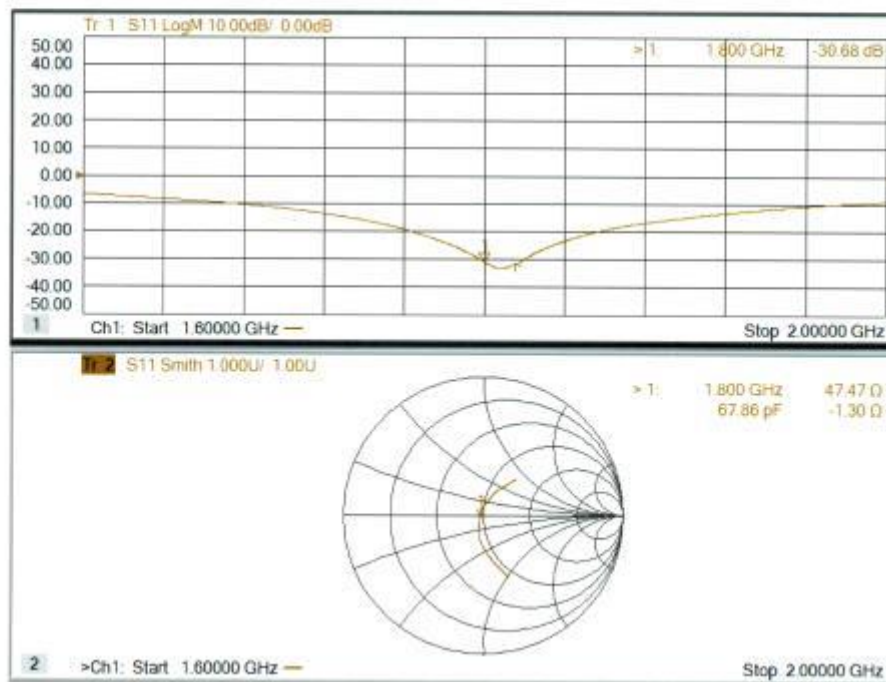 Tr 1 S11 LogM 10.00dB/ 0.00dB
>1: 1.800 GHz -30.68 dB
50.00
40.00
30.00
20.00
10.00
0.00
-10.00
-20.00
-30.00
-40.00
-50.00
1 Ch1: Start 1.60000 GHz Stop 2.00000 GHz
Tr 2 S11 Smith 1.000U/ 1.00U
>1: 1.800 GHz 47.47 Ω
67.86 pF -1.30 Ω
2 >Ch1: Start 1.60000 GHz Stop 2.00000 GHz